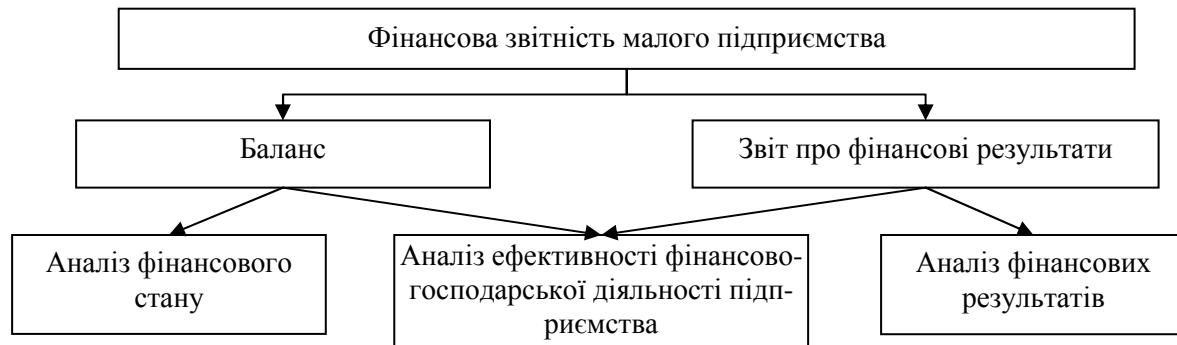 Фінансова звітність малого підприємства
Баланс
Звіт про фінансові результати
Аналіз фінансового
стану
Аналіз ефективності фінансово-
господарської діяльності підп-
риємства
Аналіз фінансових
результатів